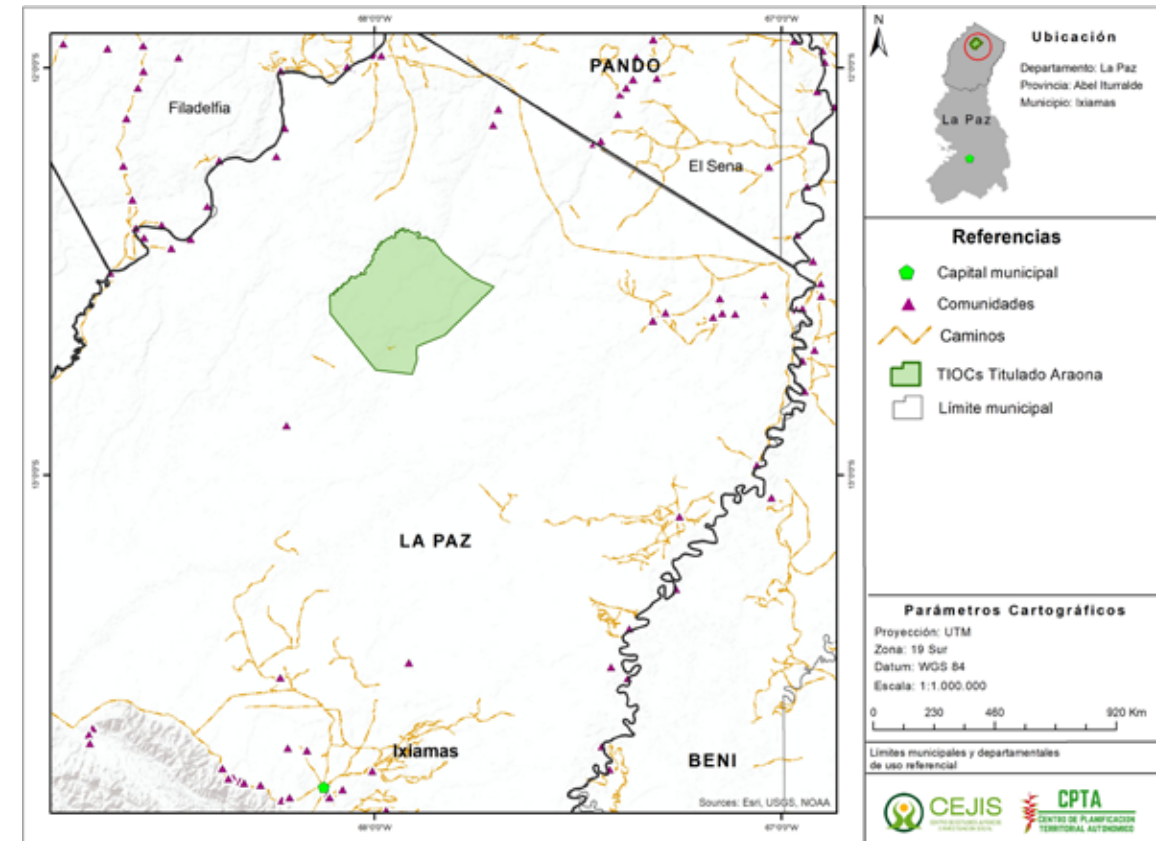 68°0'0"W 67°0'0"W
12°0'0"S 12°0'0"S
PANDO
Filadelfia
El Sena
13°0'0"S 13°0'0"S
LA PAZ
Ixiamas
BENI
Sources: Esri, USGS, NOAA
68°0'0"W 67°0'0"W
N
Ubicación
Departamento: La Paz
Provincia: Abel Iturralde
Municipio: Ixiamas
La Paz
Referencias
Capital municipal
Comunidades
Caminos
TIOCs Titulado Araona
Límite municipal
Parámetros Cartográficos
Proyección: UTM
Zona: 19 Sur
Datum: WGS 84
Escala: 1:1.000.000
0 230 460 920 Km
Límites municipales y departamentales
de uso referencial
CEJIS
CPTA
CENTRO DE PLANIFICACIÓN
TERRITORIAL AUTONÓMICO